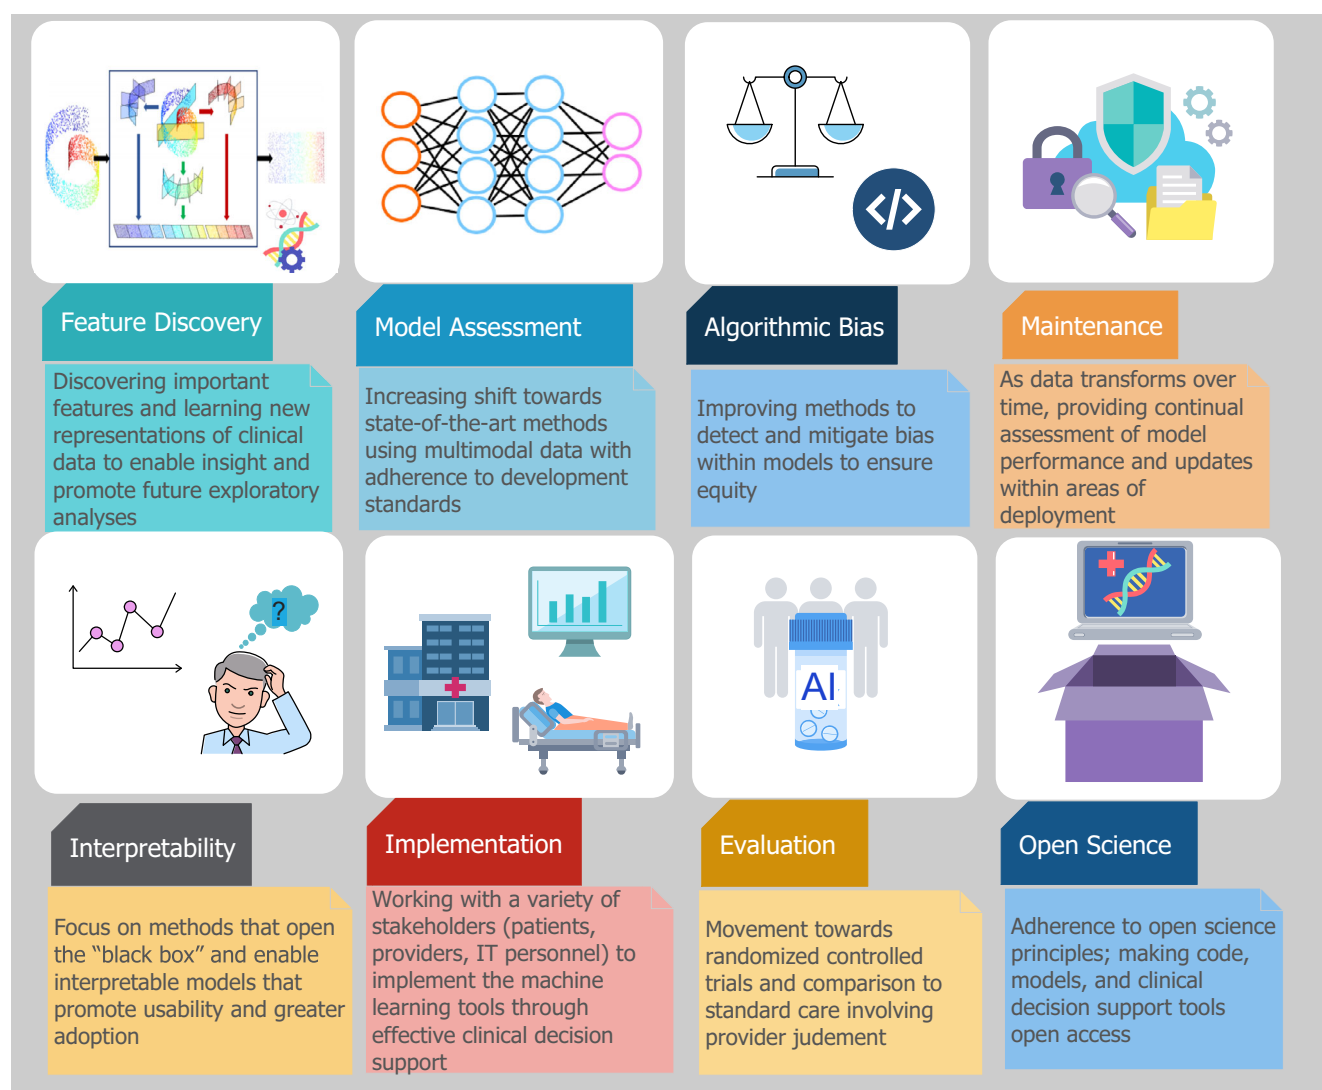 Feature Discovery
Discovering important
features and learning new
representations of clinical
data to enable insight and
promote future exploratory
analyses
Model Assessment
Increasing shift towards
state-of-the-art methods
using multimodal data with
adherence to development
standards
</>
Algorithmic Bias
Improving methods to
detect and mitigate bias
within models to ensure
equity
Maintenance
As data transforms over
time, providing continual
assessment of model
performance and updates
within areas of
deployment
?
Interpretability
Focus on methods that open
the “black box” and enable
interpretable models that
promote usability and greater
adoption
Implementation
Working with a variety of
stakeholders (patients,
providers, IT personnel) to
implement the machine
learning tools through
effective clinical decision
support
AI
Evaluation
Movement towards
randomized controlled
trials and comparison to
standard care involving
provider judement
Open Science
Adherence to open science
principles; making code,
models, and clinical
decision support tools
open access